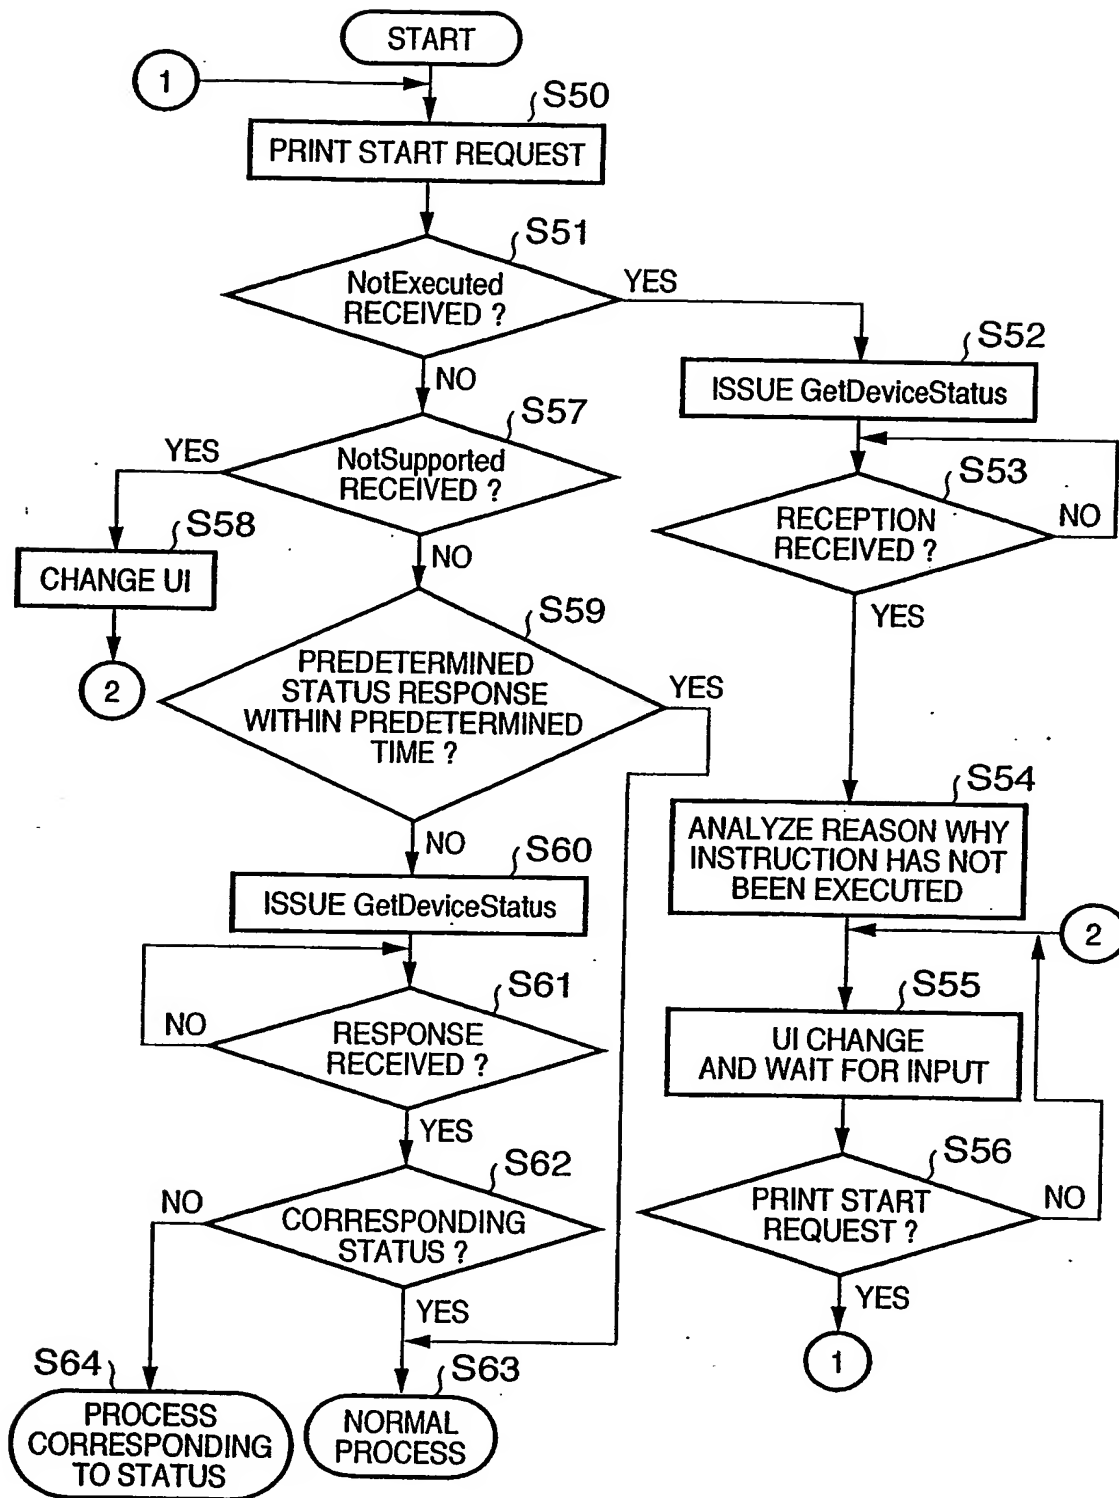 START
1
S50
PRINT START REQUEST
S51
NotExecuted
RECEIVED ?
YES
NO
S52
ISSUE GetDeviceStatus
S53
RECEPTION
RECEIVED ?
NO
YES
S57
NotSupported
RECEIVED ?
YES
NO
S58
CHANGE UI
2
S59
PREDETERMINED
STATUS RESPONSE
WITHIN PREDETERMINED
TIME ?
YES
NO
S54
ANALYZE REASON WHY
INSTRUCTION HAS NOT
BEEN EXECUTED
2
S60
ISSUE GetDeviceStatus
S61
RESPONSE
RECEIVED ?
NO
YES
S55
UI CHANGE
AND WAIT FOR INPUT
S56
PRINT START
REQUEST ?
NO
YES
1
S62
CORRESPONDING
STATUS ?
NO
YES
S64
PROCESS
CORRESPONDING
TO STATUS
S63
NORMAL
PROCESS